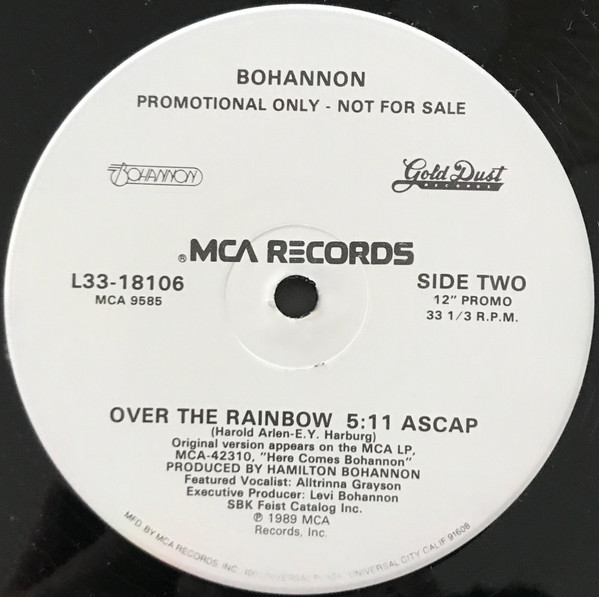 BOHANNON
PROMOTIONAL ONLY - NOT FOR SALE
BOHANNON
Gold Dust
RECORDS
®MCA RECORDS
L33-18106
MCA 9585
SIDE TWO
12" PROMO
33 1/3 R.P.M.
OVER THE RAINBOW 5:11 ASCAP
(Harold Arlen-E.Y. Harburg)
Original version appears on the MCA LP,
MCA-42310, "Here Comes Bohannon"
PRODUCED BY HAMILTON BOHANNON
Featured Vocalist: Alltrinna Grayson
Executive Producer: Levi Bohannon
SBK Feist Catalog Inc.
℗ 1989 MCA
Records, Inc.
MFD. BY MCA RECORDS, INC. UNIVERSAL UNIVERSAL CITY CALIF 91608